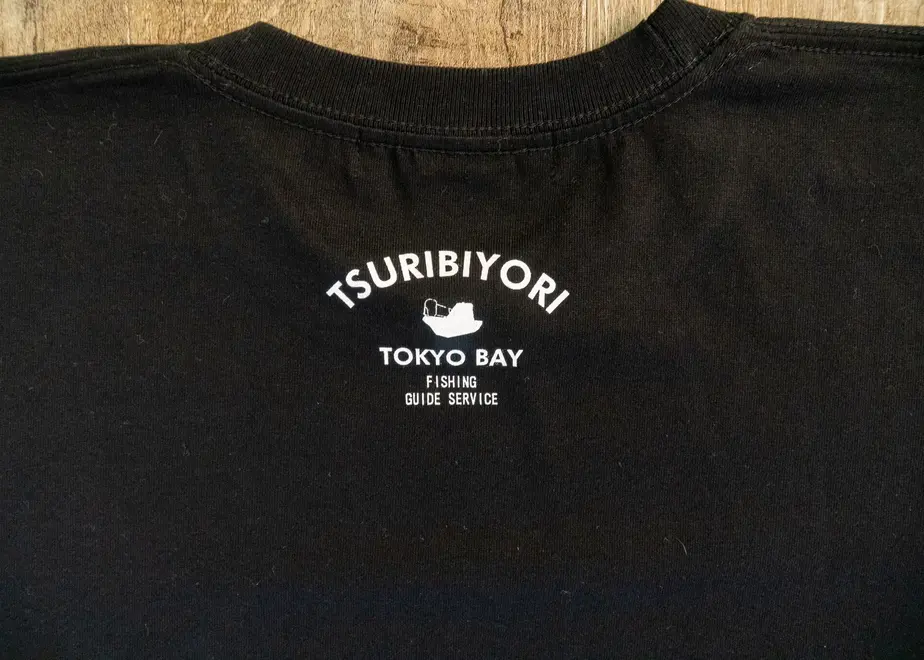 TSURIBIYORI
TOKYO BAY
FISHING
GUIDE SERVICE